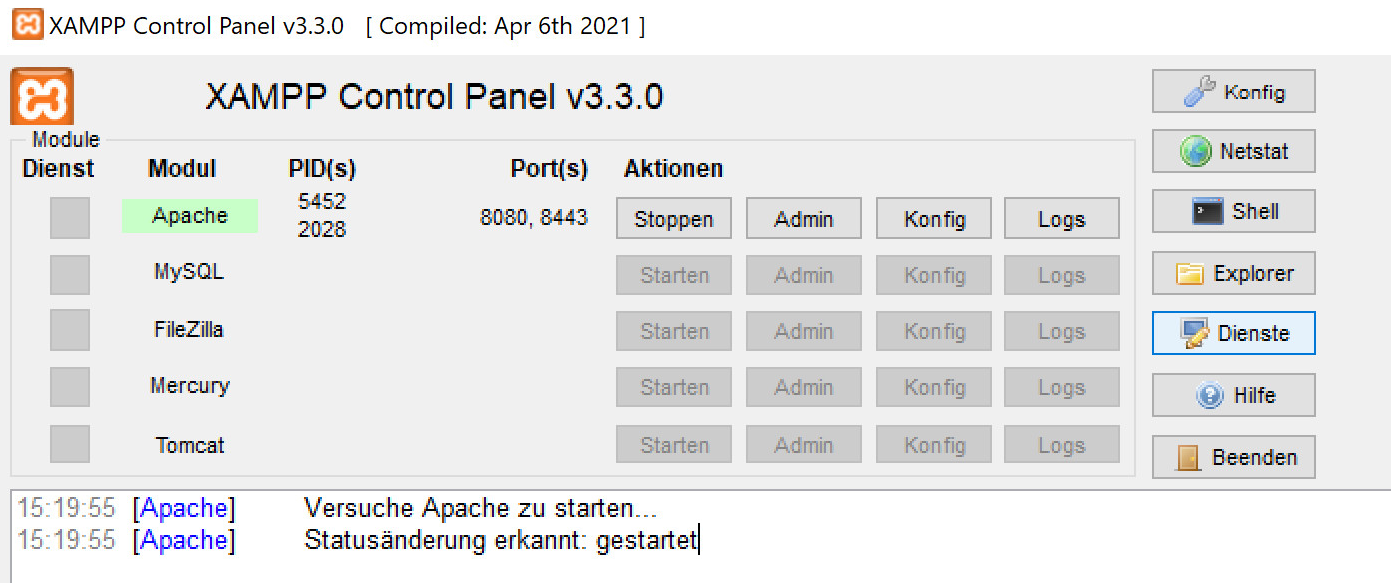 XAMPP Control Panel v3.3.0 [ Compiled: Apr 6th 2021 ]
XAMPP Control Panel v3.3.0
Konfig
Module
Netstat
Dienst Modul PID(s) Port(s) Aktionen
Apache 5452 2028 8080, 8443 Stoppen Admin Konfig Logs
Shell
MySQL Starten Admin Konfig Logs
Explorer
FileZilla Starten Admin Konfig Logs
Dienste
Mercury Starten Admin Konfig Logs
Hilfe
Tomcat Starten Admin Konfig Logs
Beenden
15:19:55 [Apache] Versuche Apache zu starten...
15:19:55 [Apache] Statusänderung erkannt: gestartet